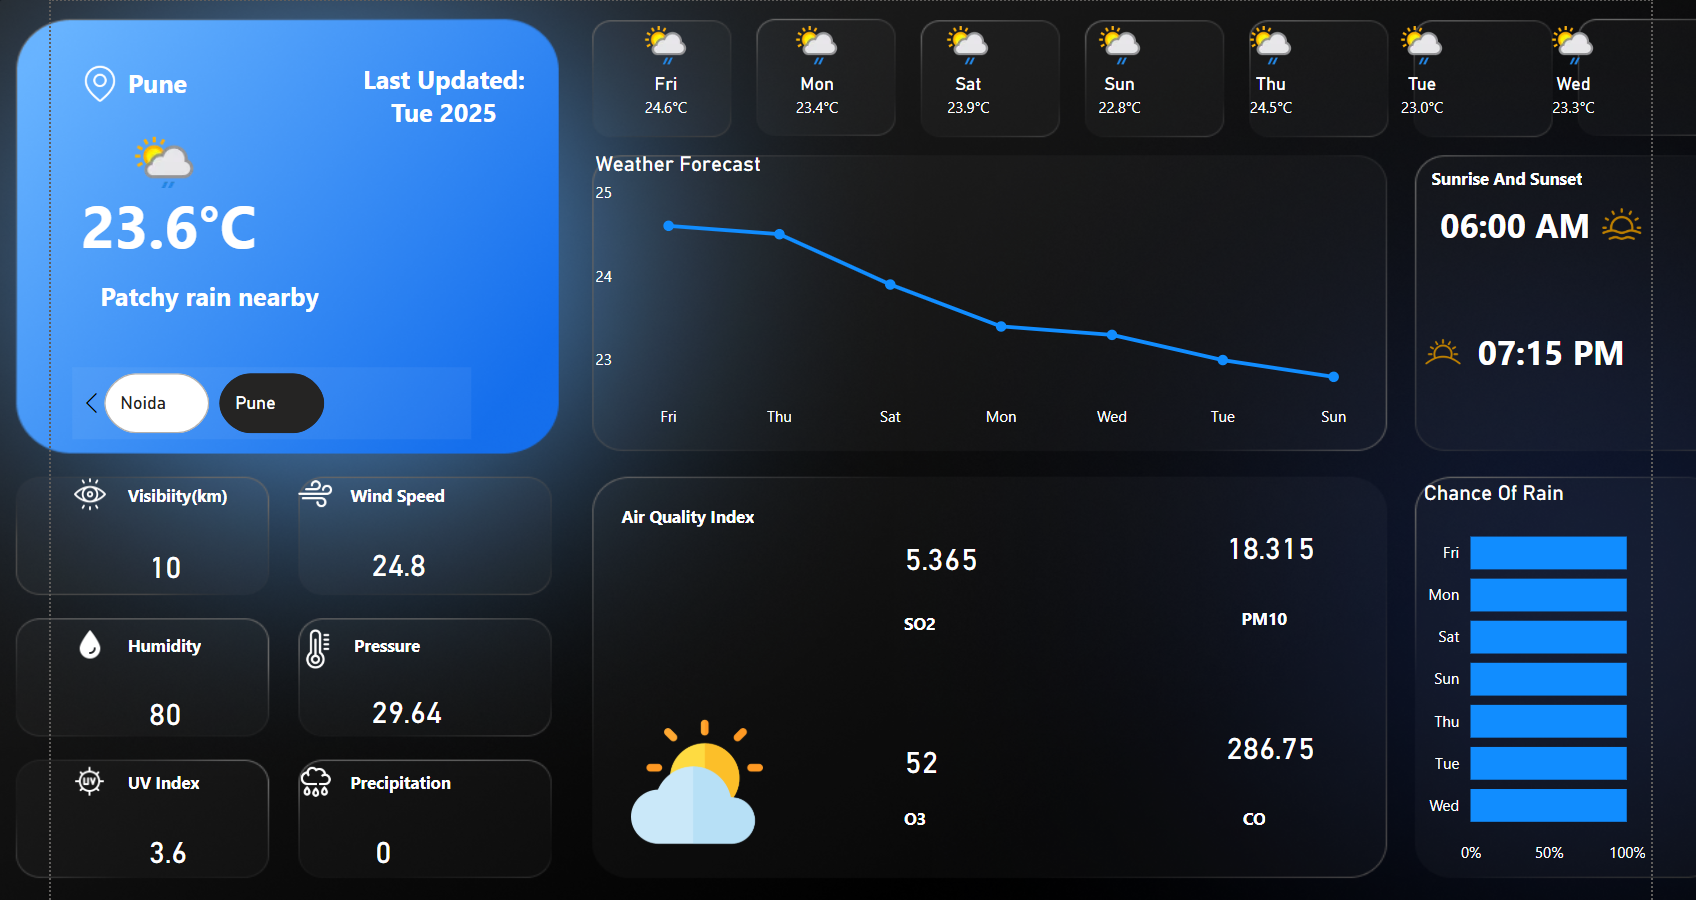 Pune
Last Updated:
Tue 2025
23.6°C
Patchy rain nearby
Noida
Pune
Fri
24.6°C
Mon
23.4°C
Sat
23.9°C
Sun
22.8°C
Thu
24.5°C
Tue
23.0°C
Wed
23.3°C
Weather Forecast
25
24
23
Fri Thu Sat Mon Wed Tue Sun
Sunrise And Sunset
06:00 AM
07:15 PM
Visibiity(km)
10
Wind Speed
24.8
Humidity
80
Pressure
29.64
UV
UV Index
3.6
Precipitation
0
Air Quality Index
5.365
SO2
18.315
PM10
52
O3
286.75
CO
Chance Of Rain
Fri
Mon
Sat
Sun
Thu
Tue
Wed
0% 50% 100%